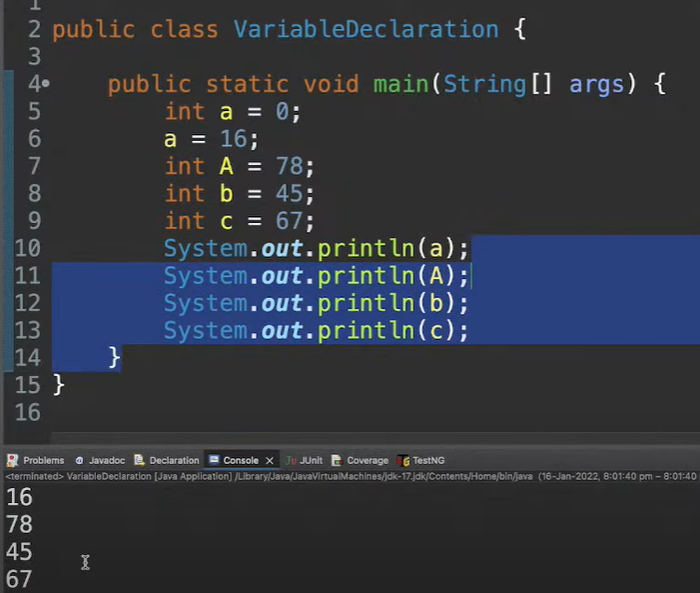 1
2 public class VariableDeclaration {
3
4 public static void main(String[] args) {
5 int a = 0;
6 a = 16;
7 int A = 78;
8 int b = 45;
9 int c = 67;
10 System.out.println(a);
11 System.out.println(A);
12 System.out.println(b);
13 System.out.println(c);
14 }
15 }
16
Problems Javadoc Declaration Console JUnit Coverage TestNG
<terminated> VariableDeclaration [Java Application] /Library/Java/JavaVirtualMachines/jdk-17.jdk/Contents/Home/bin/java (16-Jan-2022, 8:01:40 pm – 8:01:40
16
78
45
67